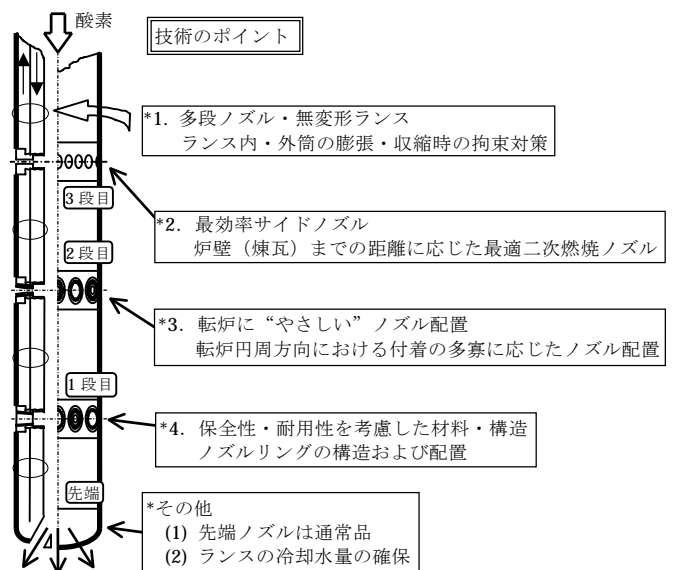 酸素
技術のポイント
*1. 多段ノズル・無変形ランス
ランス内・外筒の膨張・収縮時の拘束対策
3段目
*2. 最効率サイドノズル
炉壁（煉瓦）までの距離に応じた最適二次燃焼ノズル
2段目
*3. 転炉に“やさしい”ノズル配置
転炉円周方向における付着の多寡に応じたノズル配置
1段目
*4. 保全性・耐用性を考慮した材料・構造
ノズルリングの構造および配置
先端
*その他
(1) 先端ノズルは通常品
(2) ランスの冷却水量の確保